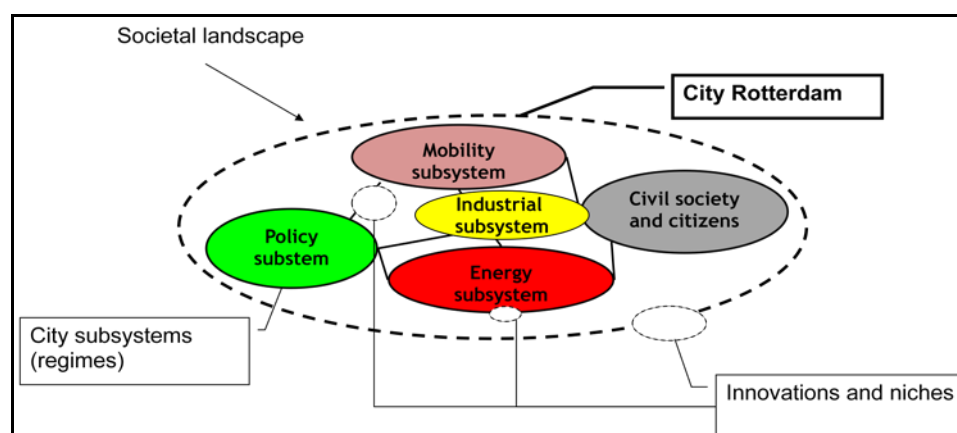 Societal landscape
City Rotterdam
Mobility
subsystem
Civil society
and citizens
Industrial
subsystem
Policy
substem
Energy
subsystem
City subsystems
(regimes)
Innovations and niches